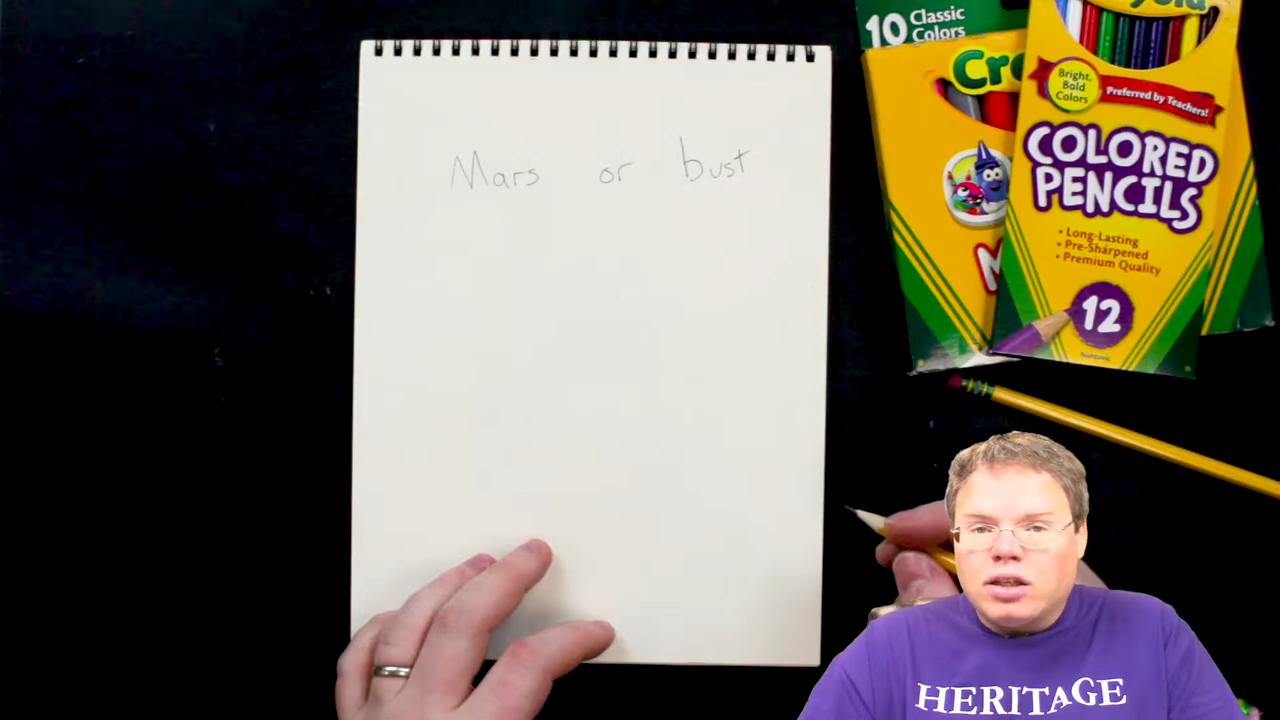 Mars or bust
10 Classic
Colors
Cr
Bright,
Bold
Colors
Preferred by Teachers!
COLORED
PENCILS
• Long-Lasting
• Pre-Sharpened
• Premium Quality
12
Nontoxic
M
HERITAGE